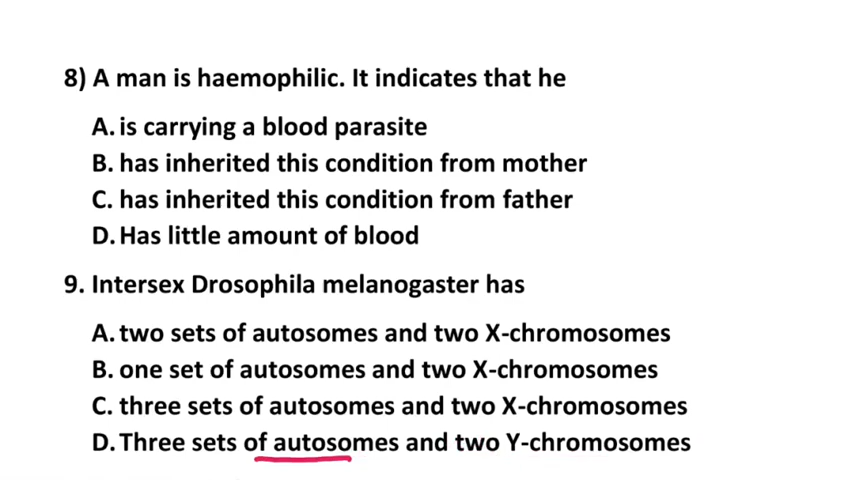 8) A man is haemophilic. It indicates that he
A. is carrying a blood parasite
B. has inherited this condition from mother
C. has inherited this condition from father
D. Has little amount of blood
9. Intersex Drosophila melanogaster has
A. two sets of autosomes and two X-chromosomes
B. one set of autosomes and two X-chromosomes
C. three sets of autosomes and two X-chromosomes
D. Three sets of autosomes and two Y-chromosomes